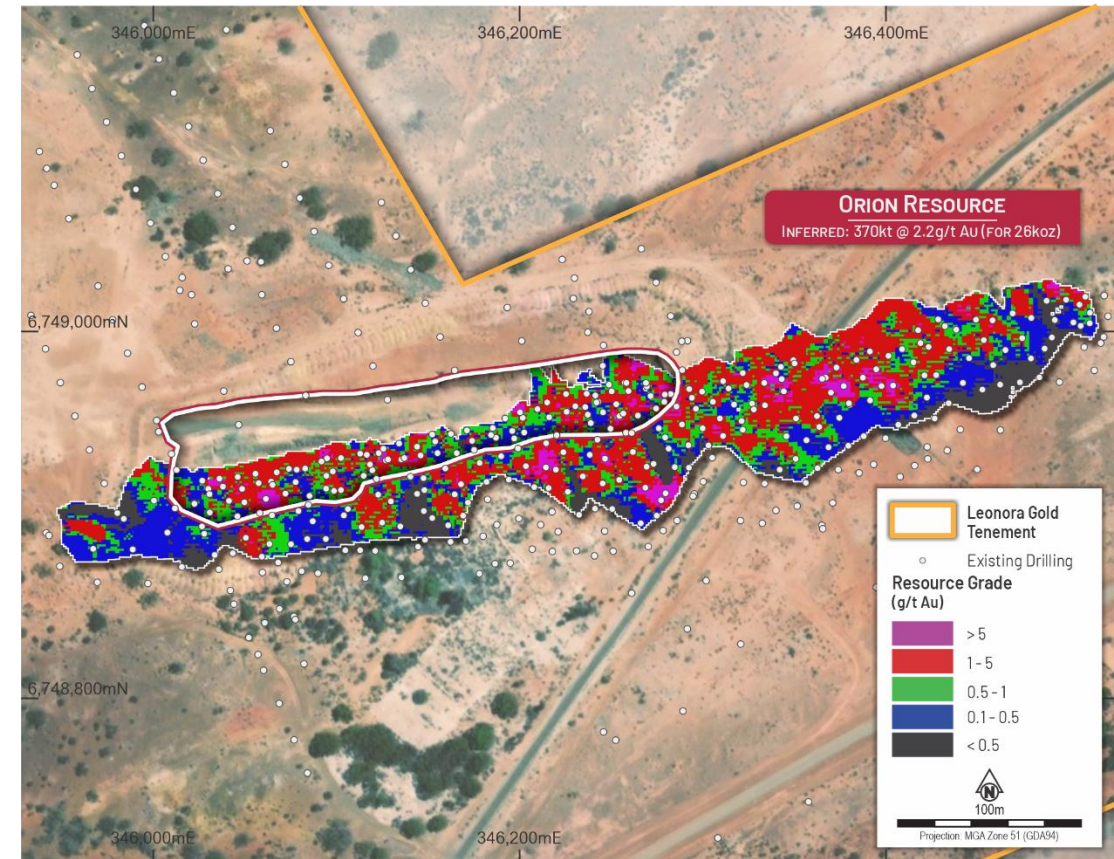 346,000mE
346,200mE
346,400mE
ORION RESOURCE
INFERRED: 370kt @ 2.2g/t AU (FOR 26koz)
6,749,000mN
6,748,800mN
Leonora Gold
Tenement
Existing Drilling
Resource Grade
(g/t Au)
> 5
1 - 5
0.5 - 1
0.1 - 0.5
< 0.5
N
100m
Projection: MGA Zone 51 (GDA94)
346,000mE
346,200mE